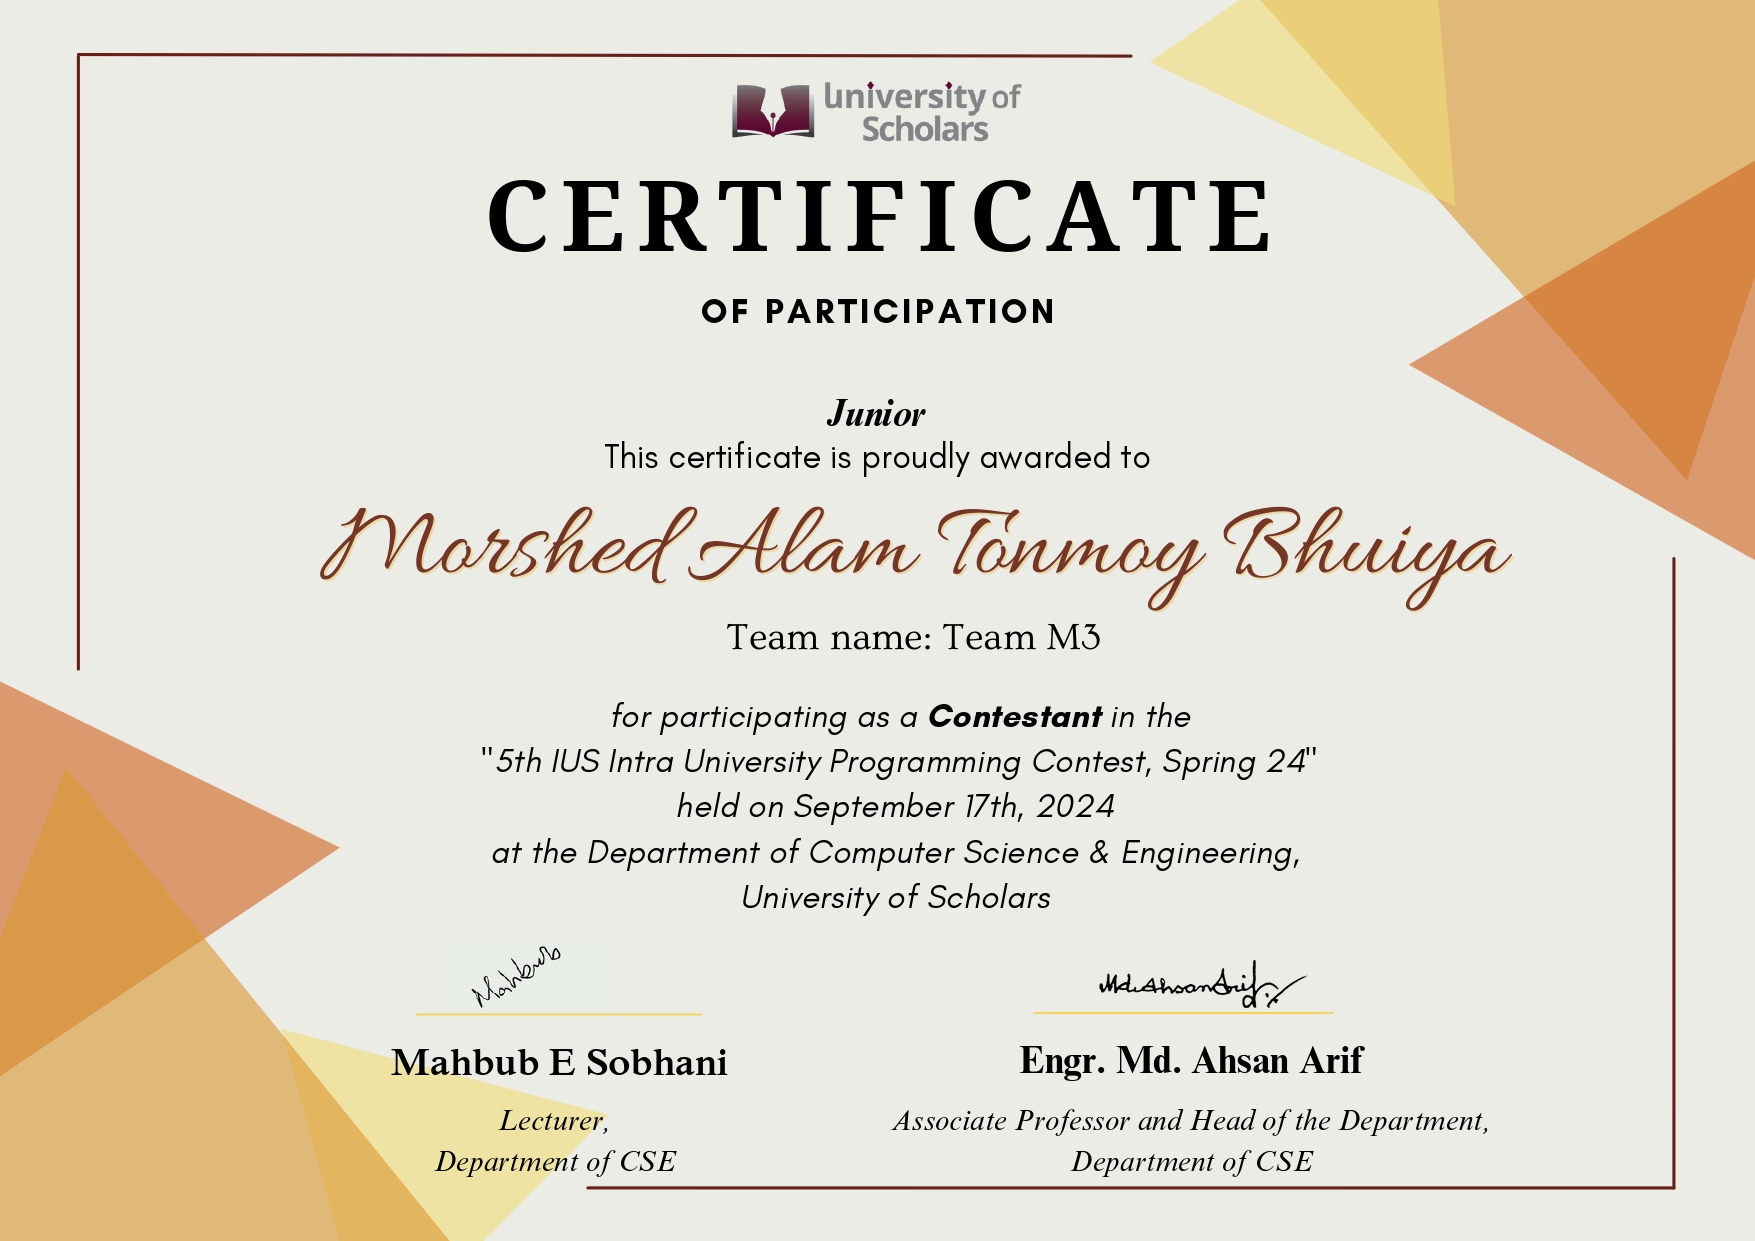 University of
Scholars
CERTIFICATE
OF PARTICIPATION
Junior
This certificate is proudly awarded to
Morshed Alam Tonmoy Bhuiya
Team name: Team M3
for participating as a Contestant in the
"5th IUS Intra University Programming Contest, Spring 24"
held on September 17th, 2024
at the Department of Computer Science & Engineering,
University of Scholars
Mahbub
Md. Ahsan Arif
Mahbub E Sobhani
Engr. Md. Ahsan Arif
Lecturer,
Department of CSE
Associate Professor and Head of the Department,
Department of CSE